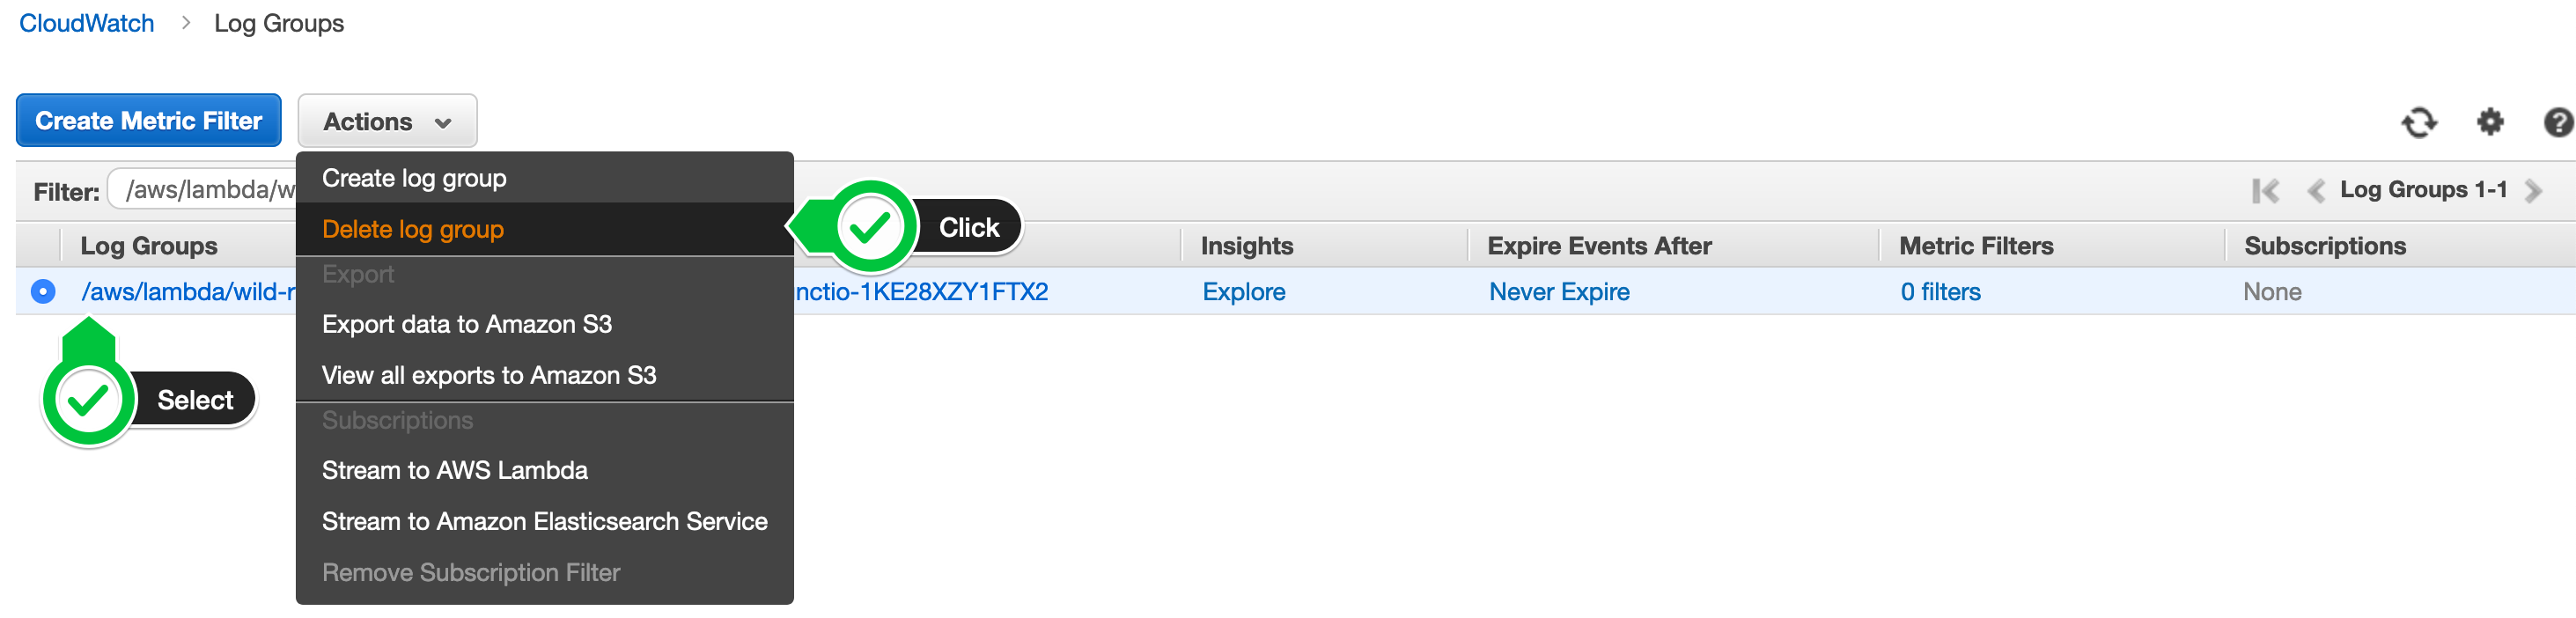 CloudWatch > Log Groups
Create Metric Filter Actions
Create log group
Filter: /aws/lambda/w
Log Groups 1-1
Delete log group
Click
Log Groups Insights Expire Events After Metric Filters Subscriptions
Export
/aws/lambda/wild-r nctio-1KE28XZY1FTX2 Explore Never Expire 0 filters None
Export data to Amazon S3
View all exports to Amazon S3
Select
Subscriptions
Stream to AWS Lambda
Stream to Amazon Elasticsearch Service
Remove Subscription Filter